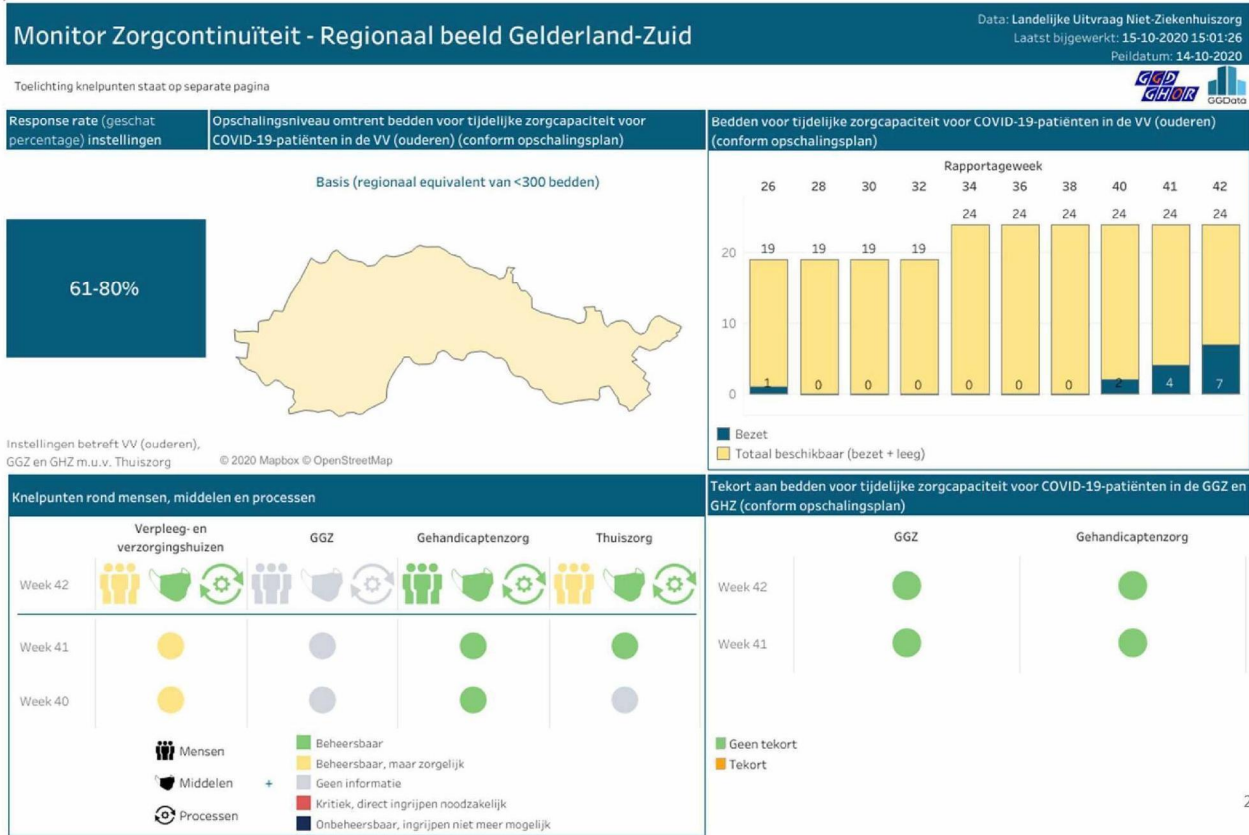 Monitor Zorgcontinuïteit - Regionaal beeld Gelderland-Zuid
Data: Landelijke Uitvraag Niet-Ziekenhuiszorg
Laatst bijgewerkt: 15-10-2020 15:01:26
Peildatum: 14-10-2020
Toelichting knelpunten staat op separate pagina
GGD
GHOR
GGData
Response rate (geschat
percentage) instellingen
61-80%
Instellingen betreft VV (ouderen),
GGZ en GHZ m.u.v. Thuiszorg
Opschalingsniveau omtrent bedden voor tijdelijke zorgcapaciteit voor
COVID-19-patiënten in de VV (ouderen) (conform opschalingsplan)
Basis (regionaal equivalent van <300 bedden)
© 2020 Mapbox © OpenStreetMap
Bedden voor tijdelijke zorgcapaciteit voor COVID-19-patiënten in de VV (ouderen)
(conform opschalingsplan)
Rapportageweek
26 28 30 32 34 36 38 40 41 42
24 24 24 24 24 24
19 19 19 19
20
10
0
1 0 0 0 0 0 0 2 4 7
Bezet
Totaal beschikbaar (bezet + leeg)
Knelpunten rond mensen, middelen en processen
Verpleeg- en
verzorgingshuizen
GGZ
Gehandicaptenzorg
Thuiszorg
Week 42
Week 41
Week 40
Mensen
Middelen
Processen
+
Beheersbaar
Beheersbaar, maar zorgelijk
Geen informatie
Kritiek, direct ingrijpen noodzakelijk
Onbeheersbaar, ingrijpen niet meer mogelijk
Tekort aan bedden voor tijdelijke zorgcapaciteit voor COVID-19-patiënten in de GGZ en
GHZ (conform opschalingsplan)
GGZ
Gehandicaptenzorg
Week 42
Week 41
Geen tekort
Tekort
2